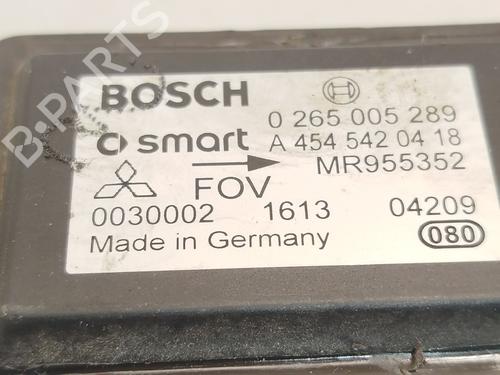 B-PARTS
BOSCH
0 265 005 289
smart A 454 542 04 18
MR955352
FOV
0030002 1613 04209
Made in Germany 080